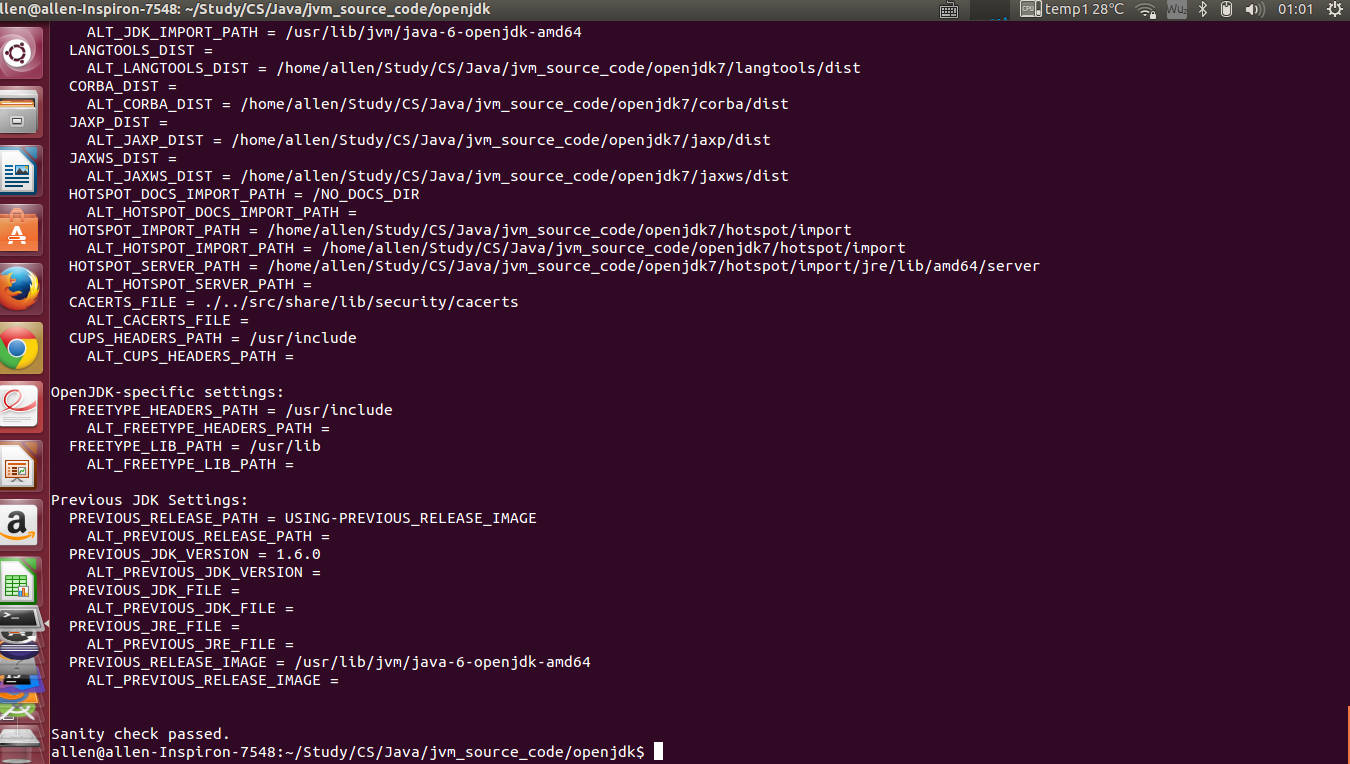 llen@allen-Inspiron-7548: ~/Study/CS/Java/jvm_source_code/openjdk
temp1 28°C
01:01
ALT_JDK_IMPORT_PATH = /usr/lib/jvm/java-6-openjdk-amd64
LANGTOOLS_DIST =
ALT_LANGTOOLS_DIST = /home/allen/Study/CS/Java/jvm_source_code/openjdk7/langtools/dist
CORBA_DIST =
ALT_CORBA_DIST = /home/allen/Study/CS/Java/jvm_source_code/openjdk7/corba/dist
JAXP_DIST =
ALT_JAXP_DIST = /home/allen/Study/CS/Java/jvm_source_code/openjdk7/jaxp/dist
JAXWS_DIST =
ALT_JAXWS_DIST = /home/allen/Study/CS/Java/jvm_source_code/openjdk7/jaxws/dist
HOTSPOT_DOCS_IMPORT_PATH = /NO_DOCS_DIR
ALT_HOTSPOT_DOCS_IMPORT_PATH =
HOTSPOT_IMPORT_PATH = /home/allen/Study/CS/Java/jvm_source_code/openjdk7/hotspot/import
ALT_HOTSPOT_IMPORT_PATH = /home/allen/Study/CS/Java/jvm_source_code/openjdk7/hotspot/import
HOTSPOT_SERVER_PATH = /home/allen/Study/CS/Java/jvm_source_code/openjdk7/hotspot/import/jre/lib/amd64/server
ALT_HOTSPOT_SERVER_PATH =
CACERTS_FILE = ./../src/share/lib/security/cacerts
ALT_CACERTS_FILE =
CUPS_HEADERS_PATH = /usr/include
ALT_CUPS_HEADERS_PATH =
OpenJDK-specific settings:
FREETYPE_HEADERS_PATH = /usr/include
ALT_FREETYPE_HEADERS_PATH =
FREETYPE_LIB_PATH = /usr/lib
ALT_FREETYPE_LIB_PATH =
Previous JDK Settings:
PREVIOUS_RELEASE_PATH = USING-PREVIOUS_RELEASE_IMAGE
ALT_PREVIOUS_RELEASE_PATH =
PREVIOUS_JDK_VERSION = 1.6.0
ALT_PREVIOUS_JDK_VERSION =
PREVIOUS_JDK_FILE =
ALT_PREVIOUS_JDK_FILE =
PREVIOUS_JRE_FILE =
ALT_PREVIOUS_JRE_FILE =
PREVIOUS_RELEASE_IMAGE = /usr/lib/jvm/java-6-openjdk-amd64
ALT_PREVIOUS_RELEASE_IMAGE =
Sanity check passed.
allen@allen-Inspiron-7548:~/Study/CS/Java/jvm_source_code/openjdk$